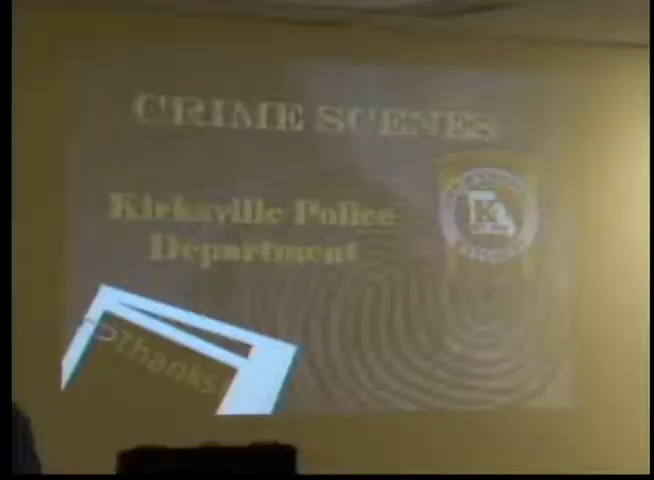 CRIME SCENES
Kirksville Police
Department
K
Thanks!